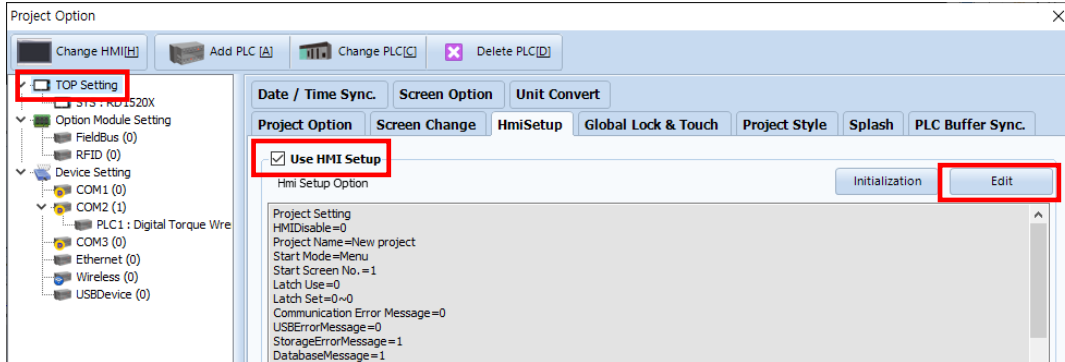 Project Option
Change HMI[H] Add PLC [A] Change PLC[C] Delete PLC[D]
TOP Setting
SYS : RD1520X
Option Module Setting
FieldBus (0)
RFID (0)
Device Setting
COM1 (0)
COM2 (1)
PLC1 : Digital Torque Wre
COM3 (0)
Ethernet (0)
Wireless (0)
USBDevice (0)
Date / Time Sync. Screen Option Unit Convert
Project Option Screen Change HmiSetup Global Lock & Touch Project Style Splash PLC Buffer Sync.
Use HMI Setup
Hmi Setup Option Initialization Edit
Project Setting
HMIDisable=0
Project Name=New project
Start Mode=Menu
Start Screen No.=1
Latch Use=0
Latch Set=0~0
Communication Error Message=0
USBErrorMessage=0
StorageErrorMessage=1
DatabaseMessage=1